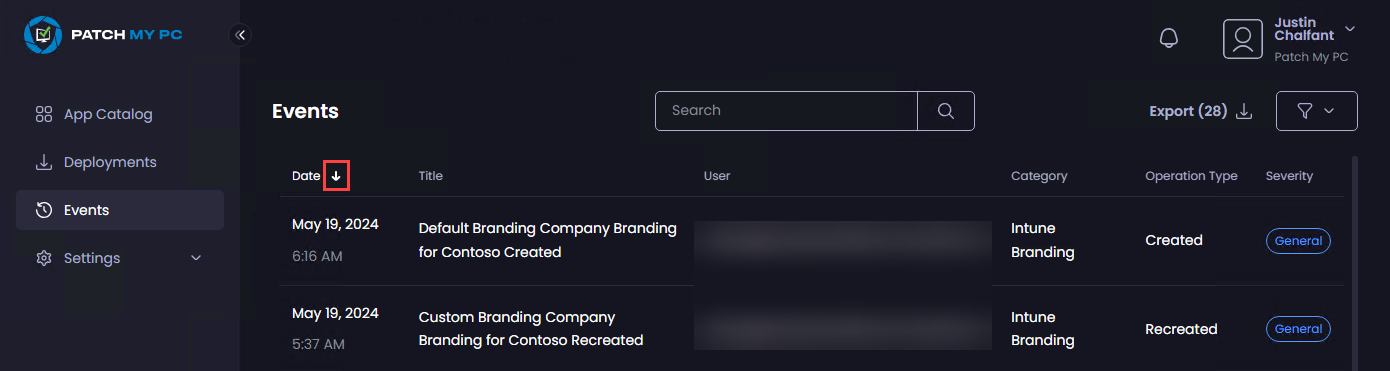 PATCH MY PC
Justin
Chalfant
Patch My PC
App Catalog
Deployments
Events
Settings
Events
Search
Export (28)
Date Title User Category Operation Type Severity
May 19, 2024
6:16 AM
Default Branding Company Branding
for Contoso Created
Intune
Branding
Created
General
May 19, 2024
5:37 AM
Custom Branding Company
Branding for Contoso Recreated
Intune
Branding
Recreated
General